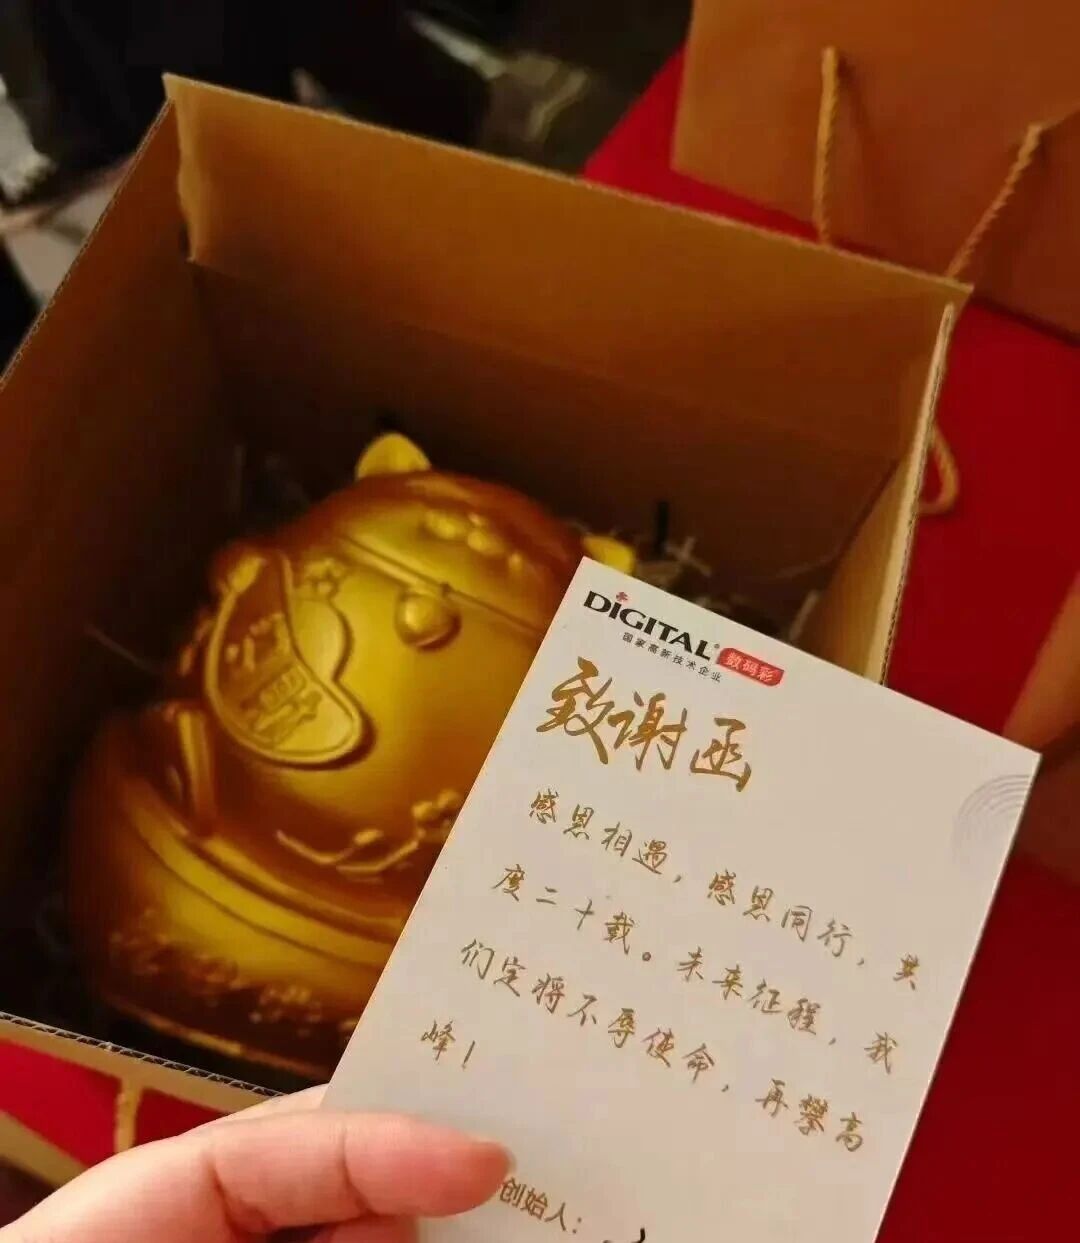 DIGITAL®
国家高新技术企业
数码彩
致谢函
感恩相遇，感恩同行，共
度二十载。未来征程，我
们定将不辱使命，再攀高
峰！
创始人：